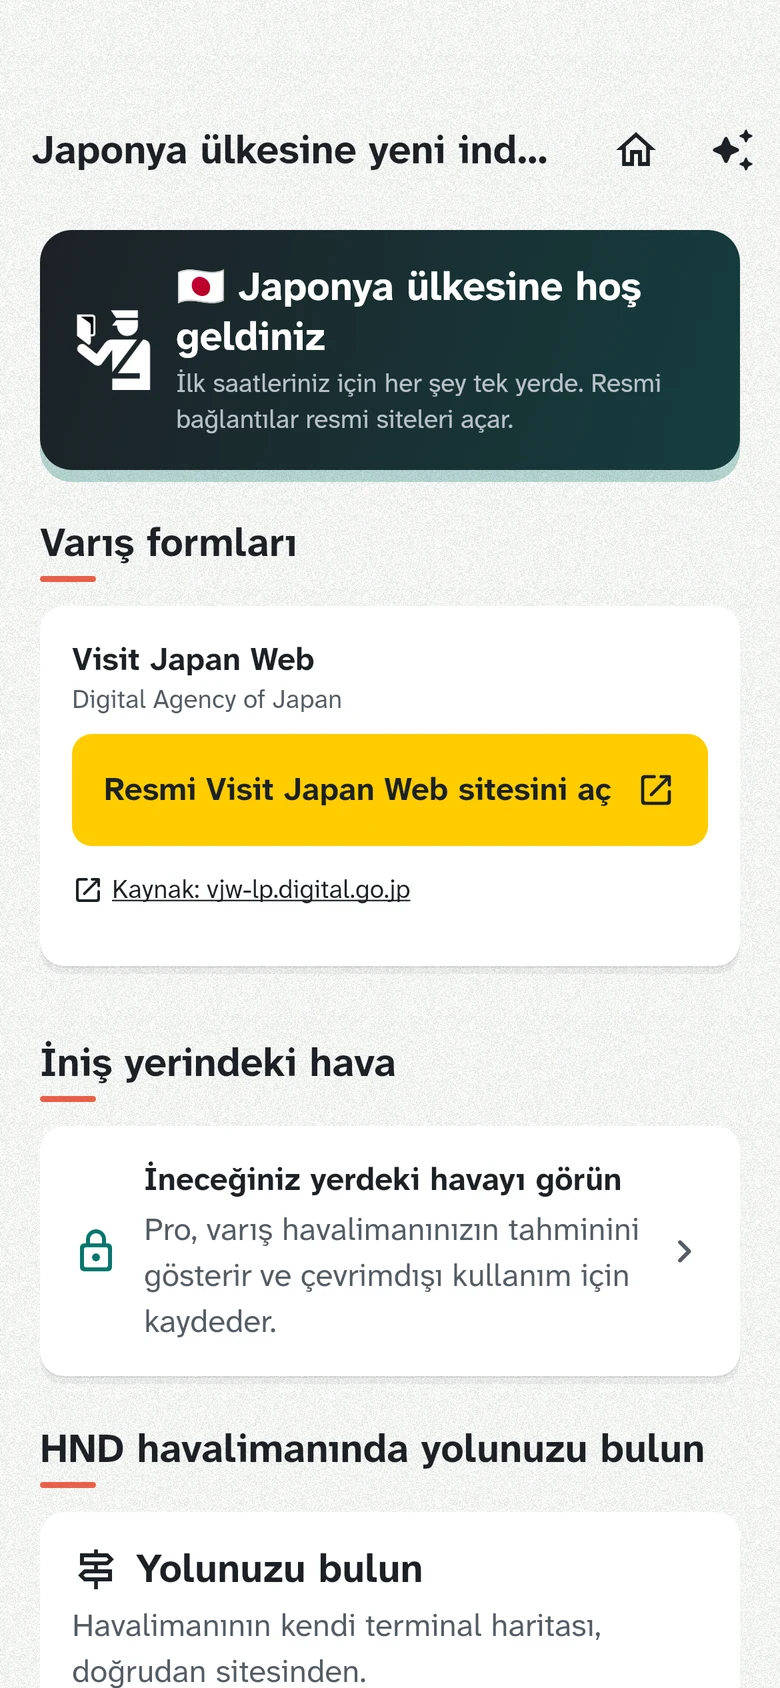 Japonya ülkesine yeni ind...
🇯🇵 Japonya ülkesine hoş
geldiniz
İlk saatleriniz için her şey tek yerde. Resmi
bağlantılar resmi siteleri açar.
Varış formları
Visit Japan Web
Digital Agency of Japan
Resmi Visit Japan Web sitesini aç
Kaynak: vjw-lp.digital.go.jp
İniş yerindeki hava
İneceğiniz yerdeki havayı görün
Pro, varış havalimanınızın tahminini
gösterir ve çevrimdışı kullanım için
kaydeder.
HND havalimanında yolunuzu bulun
Yolunuzu bulun
Havalimanının kendi terminal haritası,
doğrudan sitesinden.